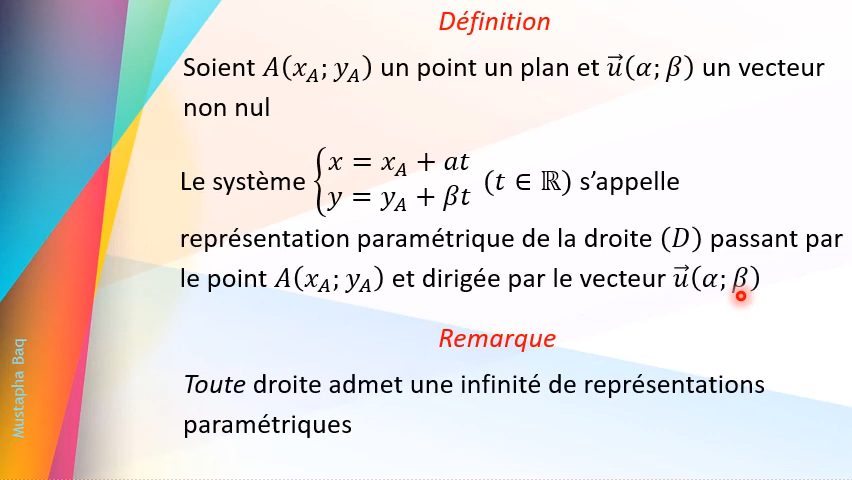 Définition
Soient A(x_A; y_A) un point un plan et u⃗(α; β) un vecteur
non nul
Le système { x = x_A + at
y = y_A + βt (t ∈ ℝ) s’appelle
représentation paramétrique de la droite (D) passant par
le point A(x_A; y_A) et dirigée par le vecteur u⃗(α; β)
Remarque
Toute droite admet une infinité de représentations
paramétriques
Mustapha Baq